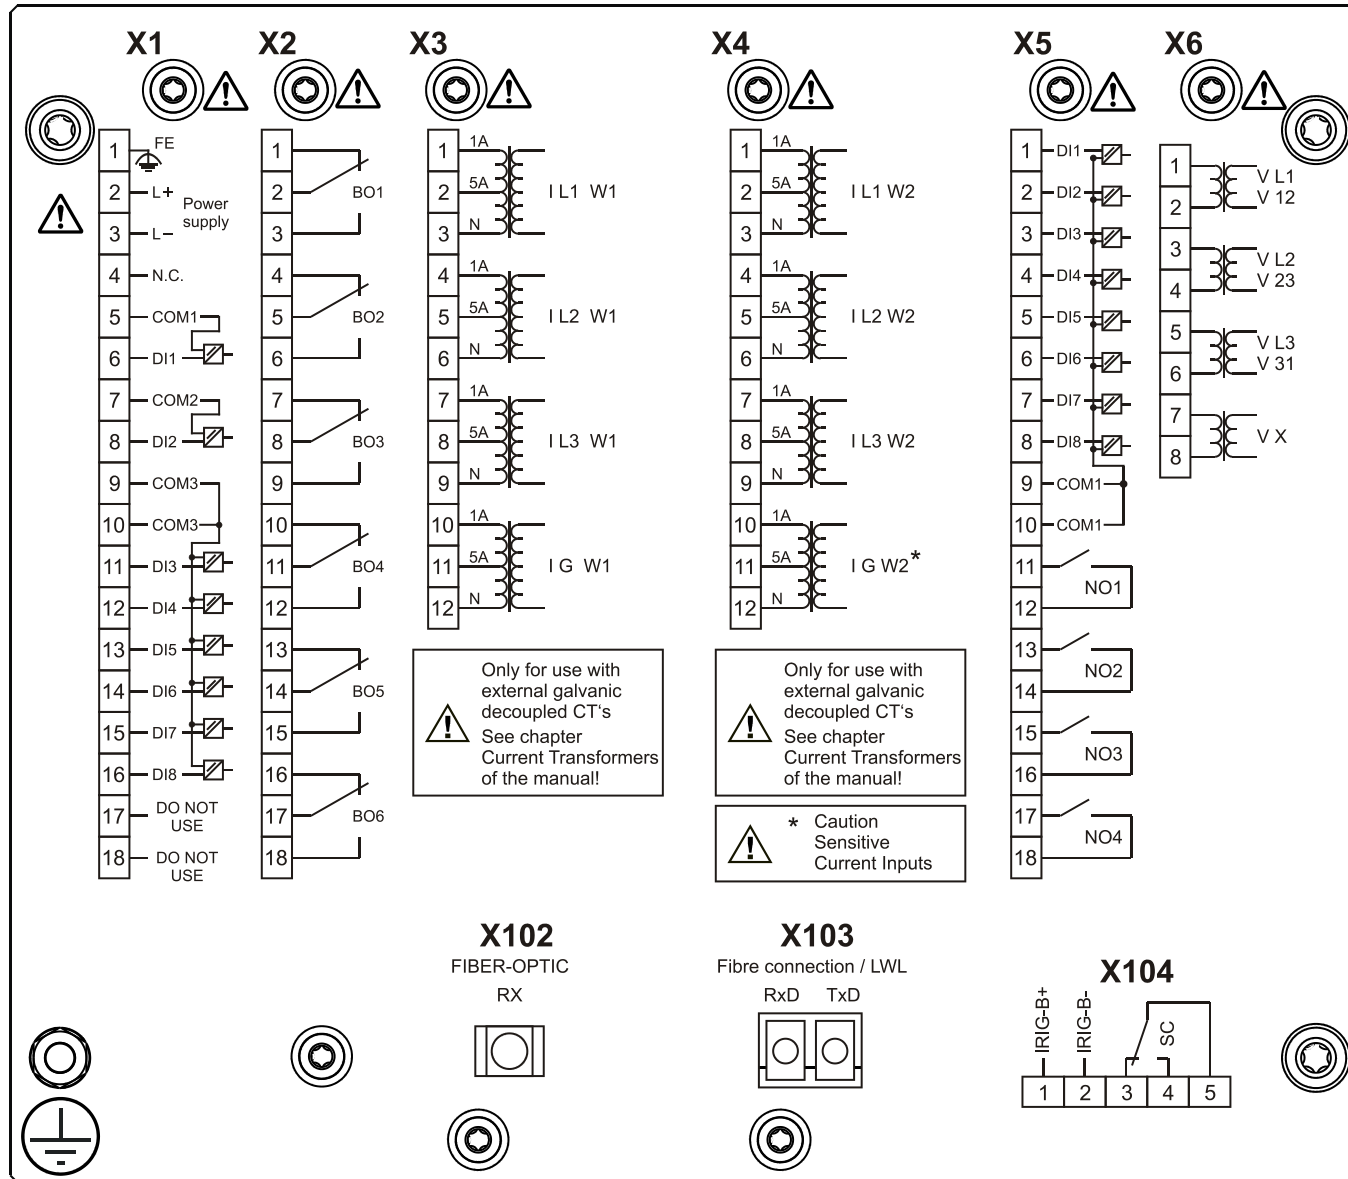 X1
1 FE
2 L+ Power
supply
3 L–
4 N.C.
5 COM1
6 DI1
7 COM2
8 DI2
9 COM3
10 COM3
11 DI3
12 DI4
13 DI5
14 DI6
15 DI7
16 DI8
17 DO NOT
USE
18 DO NOT
USE
X2
1
2 BO1
3
4
5 BO2
6
7
8 BO3
9
10
11 BO4
12
13
14 BO5
15
16
17 BO6
18
X3
1 1A
2 5A I L1 W1
3 N
4 1A
5 5A I L2 W1
6 N
7 1A
8 5A I L3 W1
9 N
10 1A
11 5A I G W1
12 N
Only for use with
external galvanic
decoupled CT‘s
See chapter
Current Transformers
of the manual!
X4
1 1A
2 5A I L1 W2
3 N
4 1A
5 5A I L2 W2
6 N
7 1A
8 5A I L3 W2
9 N
10 1A
11 5A I G W2*
12 N
Only for use with
external galvanic
decoupled CT‘s
See chapter
Current Transformers
of the manual!
* Caution
Sensitive
Current Inputs
X5
1 DI1
2 DI2
3 DI3
4 DI4
5 DI5
6 DI6
7 DI7
8 DI8
9 COM1
10 COM1
11
NO1
12
13
NO2
14
15
NO3
16
17
NO4
18
X6
1 V L1
2 V 12
3 V L2
4 V 23
5 V L3
6 V 31
7
V X
8
X102
FIBER-OPTIC
RX
X103
Fibre connection / LWL
RxD TxD
X104
IRIG-B+
IRIG-B-
SC
1 2 3 4 5